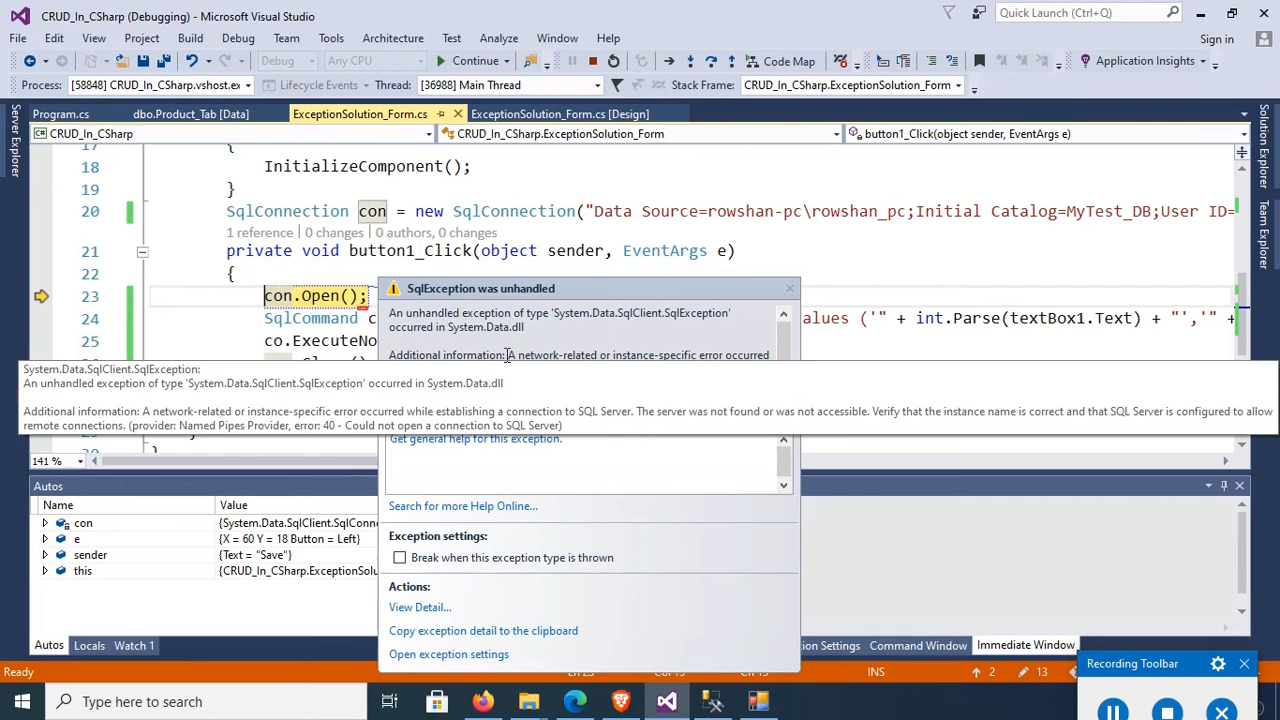 CRUD_In_CSharp (Debugging) - Microsoft Visual Studio
Quick Launch (Ctrl+Q)
File Edit View Project Build Debug Team Tools Architecture Test Analyze Window Help
Sign in
Debug Any CPU Continue Code Map Application Insights
Process: [58848] CRUD_In_CSharp.vshost.ex Lifecycle Events Thread: [36988] Main Thread Stack Frame: CRUD_In_CSharp.ExceptionSolution_Form
Program.cs dbo.Product_Tab [Data] ExceptionSolution_Form.cs ExceptionSolution_Form.cs [Design]
CRUD_In_CSharp CRUD_In_CSharp.ExceptionSolution_Form button1_Click(object sender, EventArgs e)
Server Explorer
Solution Explorer
Team Explorer
17 {
18 InitializeComponent();
19 }
20 SqlConnection con = new SqlConnection("Data Source=rowshan-pc\rowshan_pc;Initial Catalog=MyTest_DB;User ID=
1 reference | 0 changes | 0 authors, 0 changes
21 private void button1_Click(object sender, EventArgs e)
22 {
23 con.Open();
24 SqlCommand c alues ('" + int.Parse(textBox1.Text) + "','" +
25 co.ExecuteNo
SqlException was unhandled
An unhandled exception of type 'System.Data.SqlClient.SqlException'
occurred in System.Data.dll
Additional information: A network-related or instance-specific error occurred
System.Data.SqlClient.SqlException:
An unhandled exception of type 'System.Data.SqlClient.SqlException' occurred in System.Data.dll
Additional information: A network-related or instance-specific error occurred while establishing a connection to SQL Server. The server was not found or was not accessible. Verify that the instance name is correct and that SQL Server is configured to allow
remote connections. (provider: Named Pipes Provider, error: 40 - Could not open a connection to SQL Server)
Get general help for this exception.
141 %
Search for more Help Online...
Exception settings:
Break when this exception type is thrown
Actions:
View Detail...
Copy exception detail to the clipboard
Open exception settings
Autos
Name Value
con {System.Data.SqlClient.SqlConne
e {X = 60 Y = 18 Button = Left}
sender {Text = "Save"}
this {CRUD_In_CSharp.ExceptionSolu
Autos Locals Watch 1
Exception Settings Command Window Immediate Window
Ready INS 2 13
Recording Toolbar
Type here to search